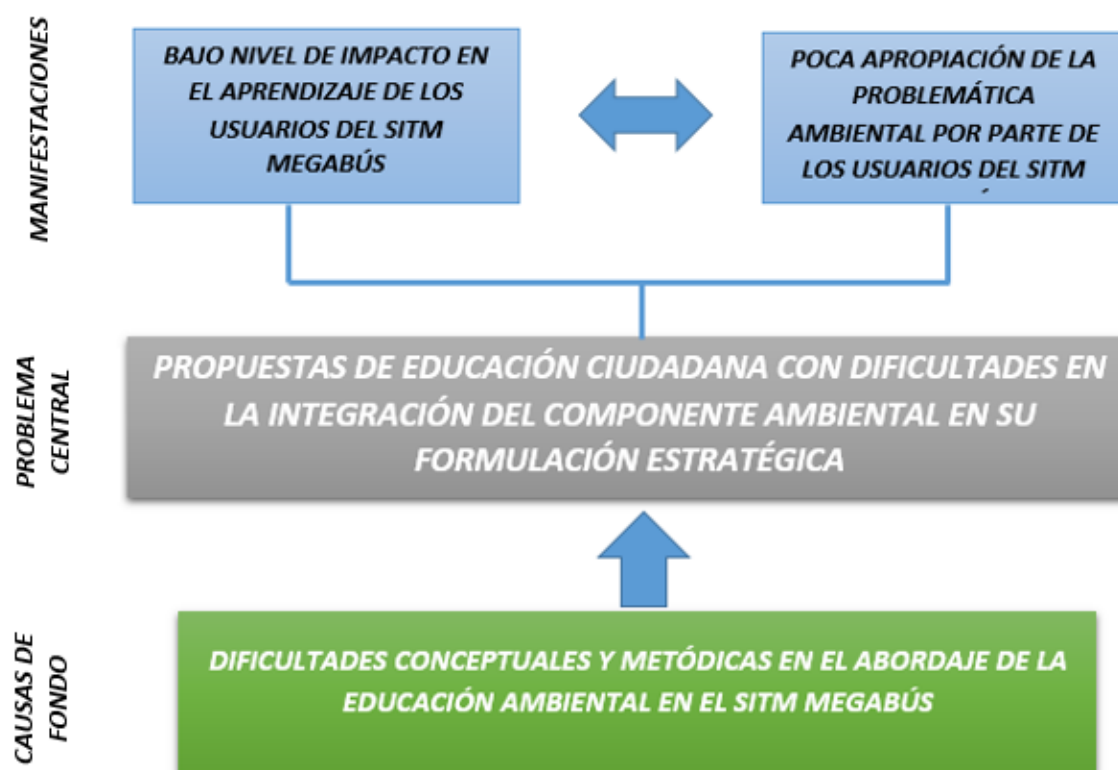 MANIFESTACIONES
BAJO NIVEL DE IMPACTO EN
EL APRENDIZAJE DE LOS
USUARIOS DEL SITM
MEGABÚS
POCA APROPIACIÓN DE LA
PROBLEMÁTICA
AMBIENTAL POR PARTE DE
LOS USUARIOS DEL SITM
PROBLEMA
CENTRAL
PROPUESTAS DE EDUCACIÓN CIUDADANA CON DIFICULTADES EN
LA INTEGRACIÓN DEL COMPONENTE AMBIENTAL EN SU
FORMULACIÓN ESTRATÉGICA
CAUSAS DE
FONDO
DIFICULTADES CONCEPTUALES Y METÓDICAS EN EL ABORDAJE DE LA
EDUCACIÓN AMBIENTAL EN EL SITM MEGABÚS